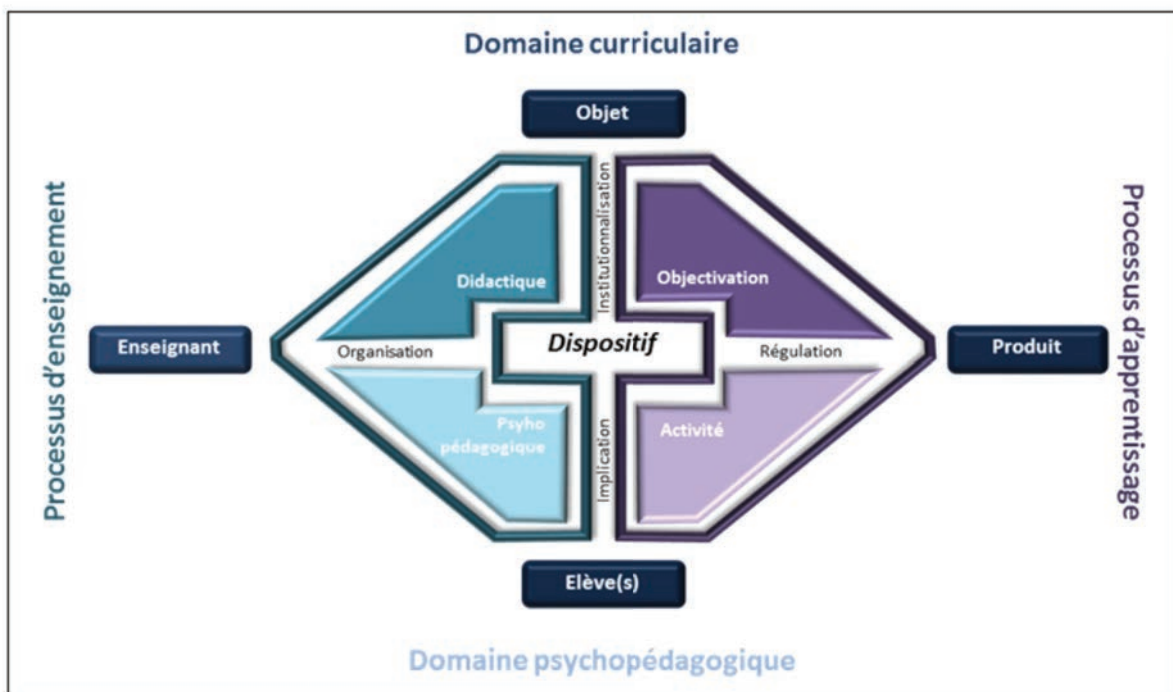 Domaine curriculaire
Objet
Processus d'enseignement
Processus d'apprentissage
Institutionnalisation
Didactique
Objectivation
Enseignant
Organisation
Dispositif
Régulation
Produit
Psyho
pédagogique
Activité
Implication
Elève(s)
Domaine psychopédagogique